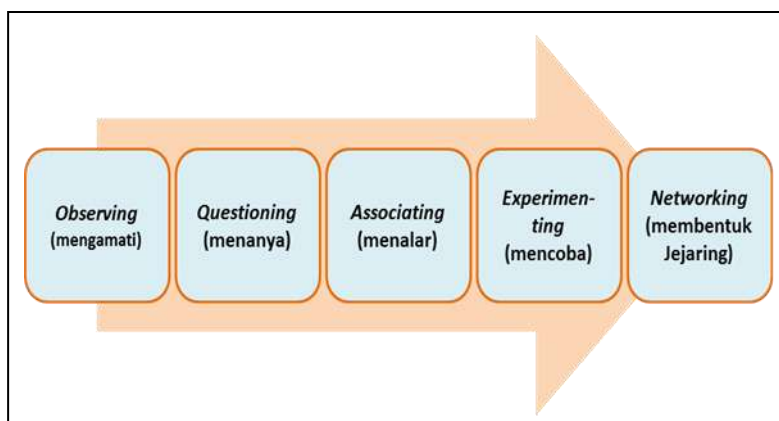 Observing
(mengamati)
Questioning
(menanya)
Associating
(menalar)
Experimen-
ting
(mencoba)
Networking
(membentuk
Jejaring)